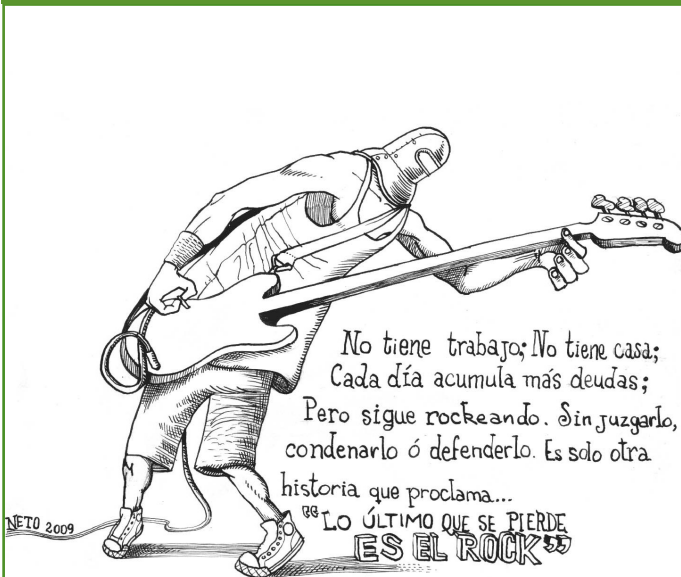 No tiene trabajo; No tiene casa;
Cada día acumula más deudas;
Pero sigue rockeando. Sin juzgarlo,
condenarlo ó defenderlo. Es solo otra
historia que proclama...
"LO ÚLTIMO QUE SE PIERDE
ES EL ROCK"
NETO 2009